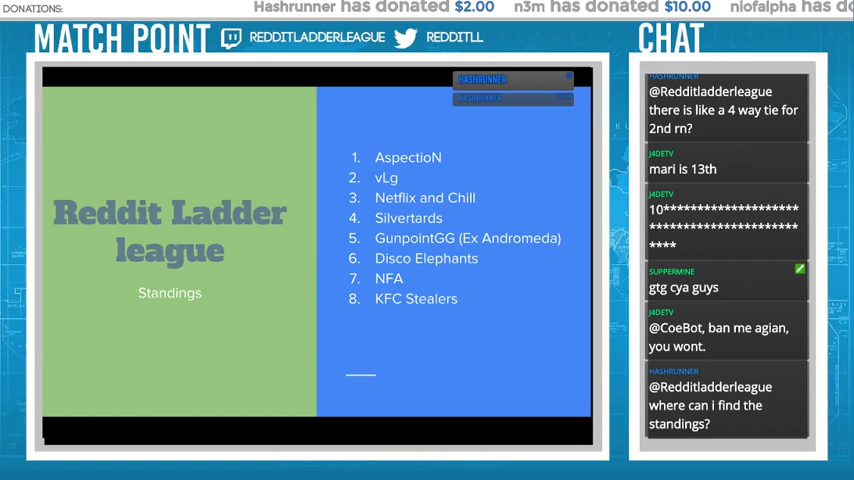 DONATIONS:
Hashrunner has donated $2.00 n3m has donated $10.00 niofalpha has do
MATCH POINT REDDITLADDERLEAGUE REDDITLL
CHAT
HASHRUNNER
HASHRUNNER
Reddit Ladder
league
Standings
1. AspectioN
2. vLg
3. Netflix and Chill
4. Silvertards
5. GunpointGG (Ex Andromeda)
6. Disco Elephants
7. NFA
8. KFC Stealers
HASHRUNNER
@Redditladderleague
there is like a 4 way tie for
2nd rn?
J4DETV
mari is 13th
J4DETV
10********************
**********************
****
SUPPERMINE
gtg cya guys
J4DETV
@CoeBot, ban me agian,
you wont.
HASHRUNNER
@Redditladderleague
where can i find the
standings?